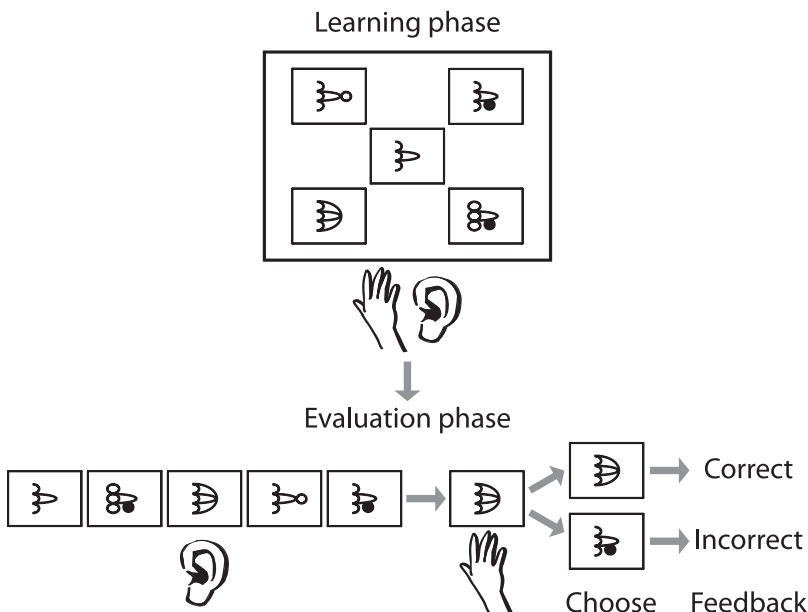 Learning phase
Evaluation phase
Correct
Incorrect
Choose Feedback